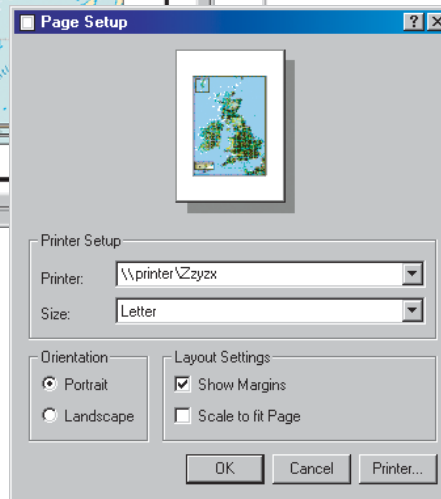 Page Setup
Printer Setup
Printer: \\printer\Zzyzx
Size: Letter
Orientation
Portrait
Landscape
Layout Settings
Show Margins
Scale to fit Page
OK Cancel Printer...